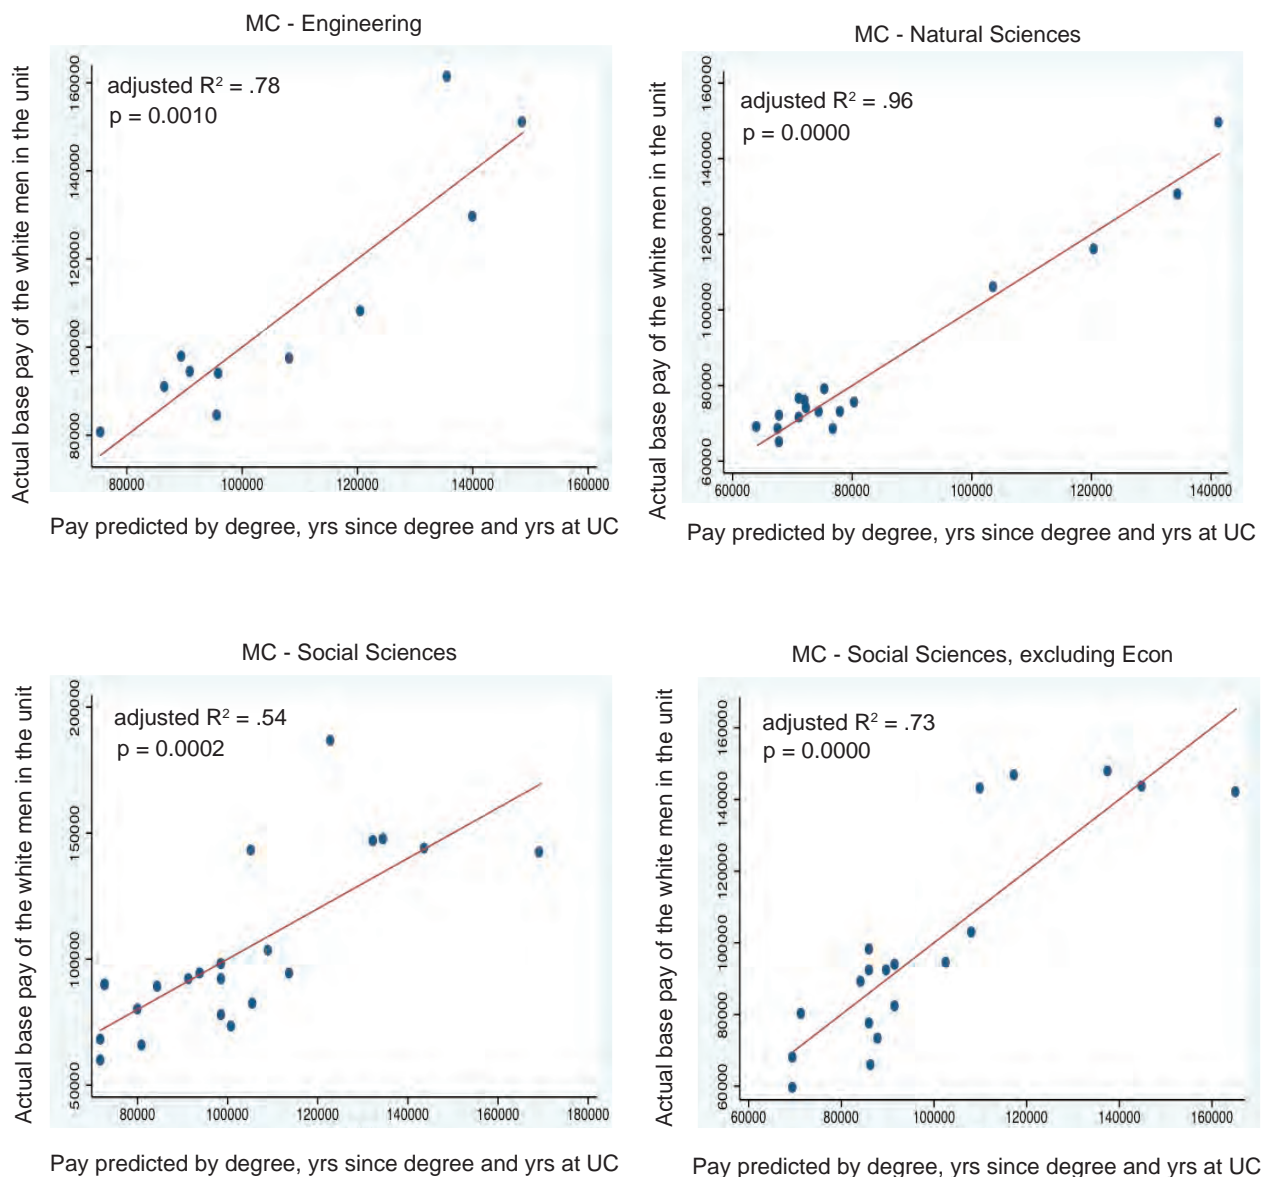 MC - Engineering
adjusted R² = .78
p = 0.0010
Actual base pay of the white men in the unit
160000
140000
120000
100000
80000
80000 100000 120000 140000 160000
Pay predicted by degree, yrs since degree and yrs at UC
MC - Natural Sciences
adjusted R² = .96
p = 0.0000
Actual base pay of the white men in the unit
160000
140000
120000
100000
80000
60000
60000 80000 100000 120000 140000
Pay predicted by degree, yrs since degree and yrs at UC
MC - Social Sciences
adjusted R² = .54
p = 0.0002
Actual base pay of the white men in the unit
200000
150000
100000
50000
80000 100000 120000 140000 160000 180000
Pay predicted by degree, yrs since degree and yrs at UC
MC - Social Sciences, excluding Econ
adjusted R² = .73
p = 0.0000
Actual base pay of the white men in the unit
160000
140000
120000
100000
80000
60000
60000 80000 100000 120000 140000 160000
Pay predicted by degree, yrs since degree and yrs at UC